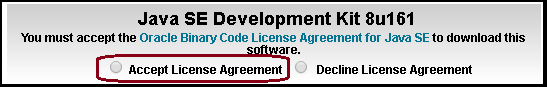 Java SE Development Kit 8u161
You must accept the Oracle Binary Code License Agreement for Java SE to download this
software.
Accept License Agreement Decline License Agreement